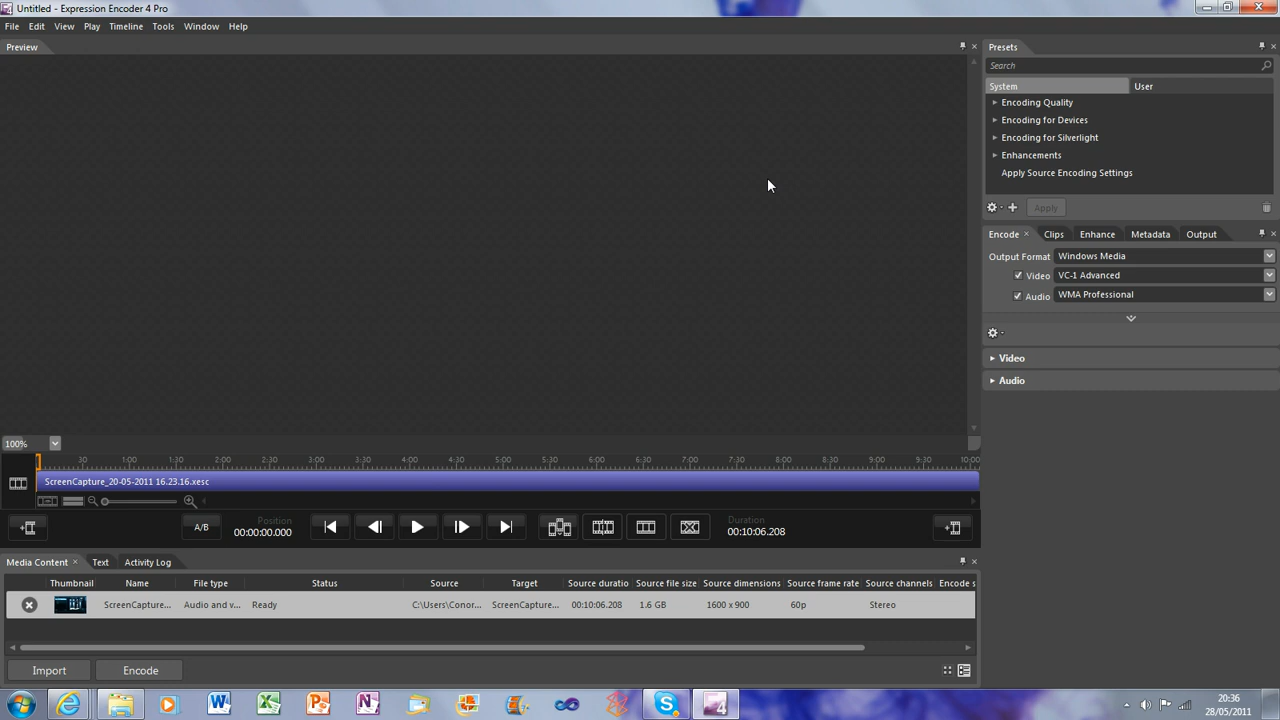 Untitled - Expression Encoder 4 Pro
File Edit View Play Timeline Tools Window Help
Preview
Presets
Search
System User
Encoding Quality
Encoding for Devices
Encoding for Silverlight
Enhancements
Apply Source Encoding Settings
Apply
Encode Clips Enhance Metadata Output
Output Format Windows Media
Video VC-1 Advanced
Audio WMA Professional
Video
Audio
100%
30 1:00 1:30 2:00 2:30 3:00 3:30 4:00 4:30 5:00 5:30 6:00 6:30 7:00 7:30 8:00 8:30 9:00 9:30 10:00
ScreenCapture_20-05-2011 16.23.16.xesc
A/B
Position
00:00:00.000
Duration
00:10:06.208
Media Content Text Activity Log
Thumbnail Name File type Status Source Target Source duratio Source file size Source dimensions Source frame rate Source channels Encode s
ScreenCapture... Audio and v... Ready C:\Users\Conor... ScreenCapture... 00:10:06.208 1.6 GB 1600 x 900 60p Stereo
Import Encode
20:36
28/05/2011